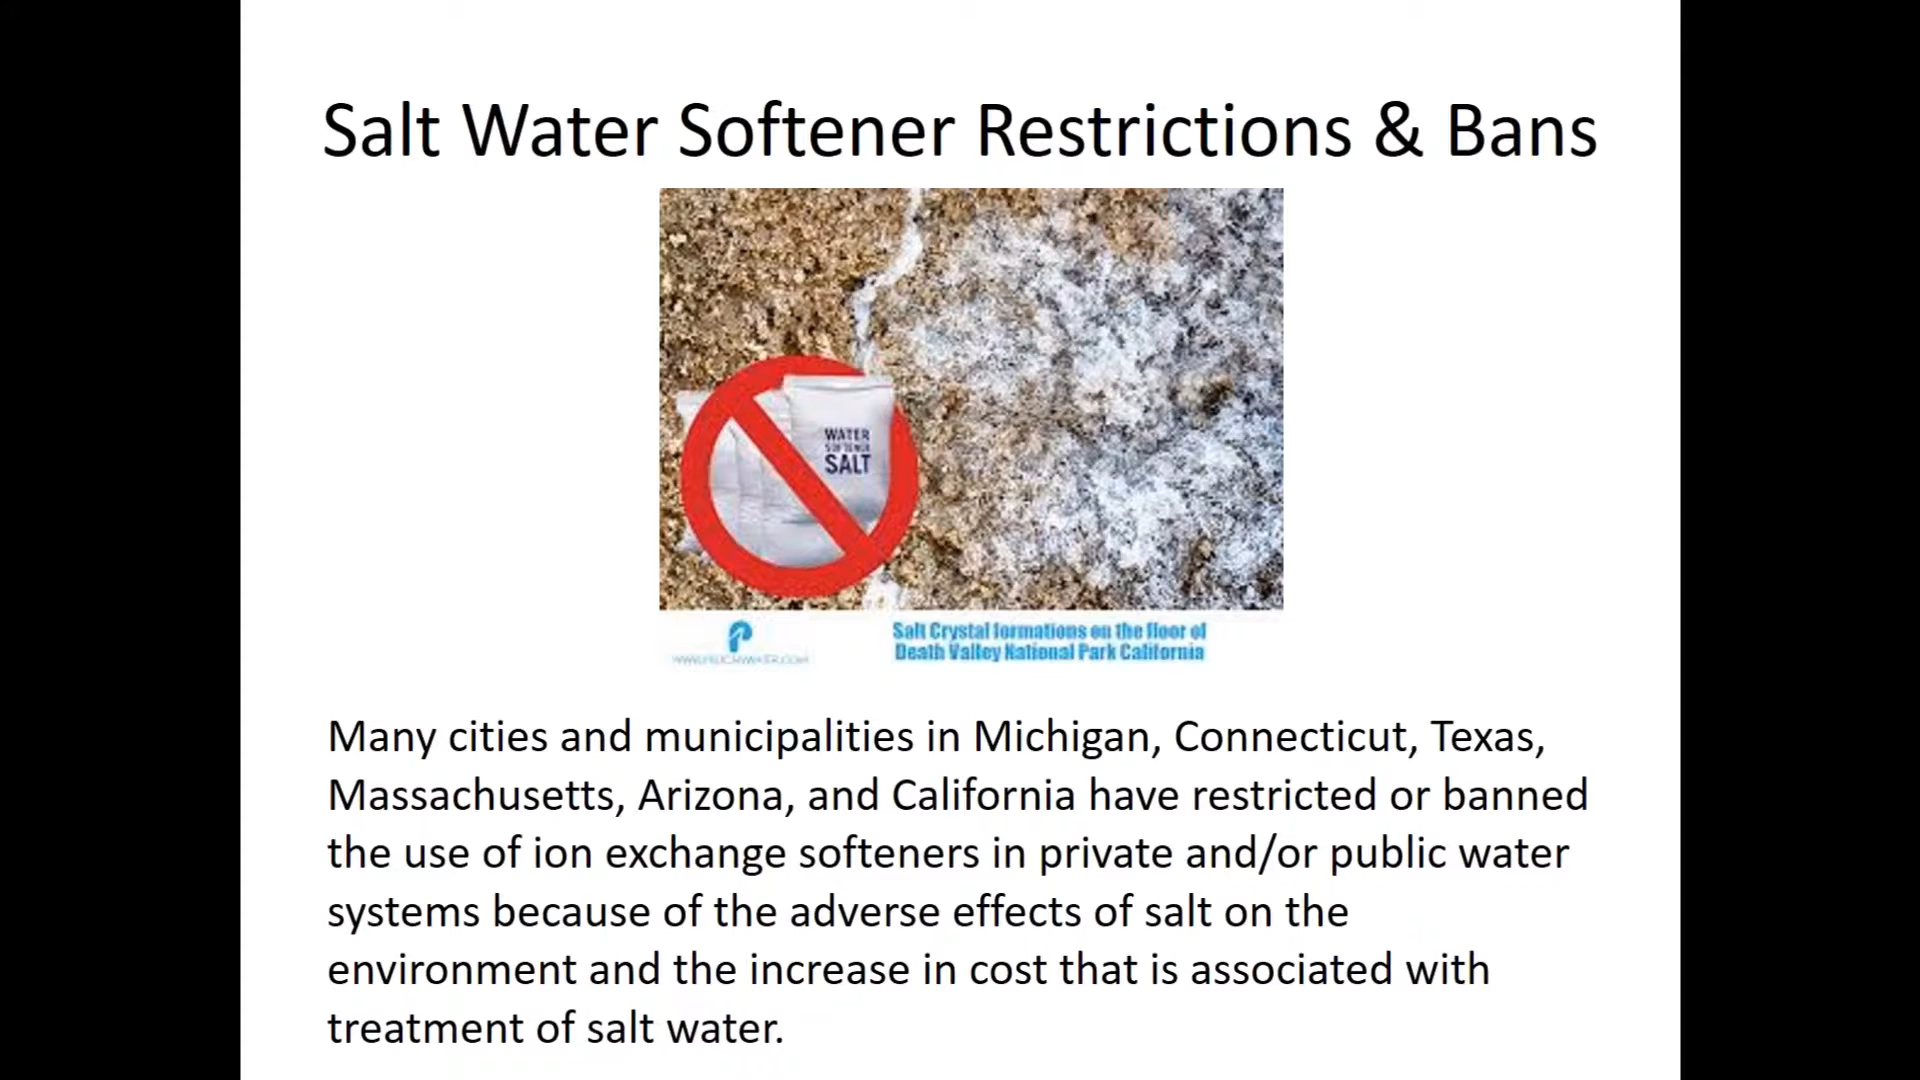 Salt Water Softener Restrictions & Bans
WATER
SOFTENER
SALT
Salt Crystal formations on the floor of
Death Valley National Park California
Many cities and municipalities in Michigan, Connecticut, Texas,
Massachusetts, Arizona, and California have restricted or banned
the use of ion exchange softeners in private and/or public water
systems because of the adverse effects of salt on the
environment and the increase in cost that is associated with
treatment of salt water.